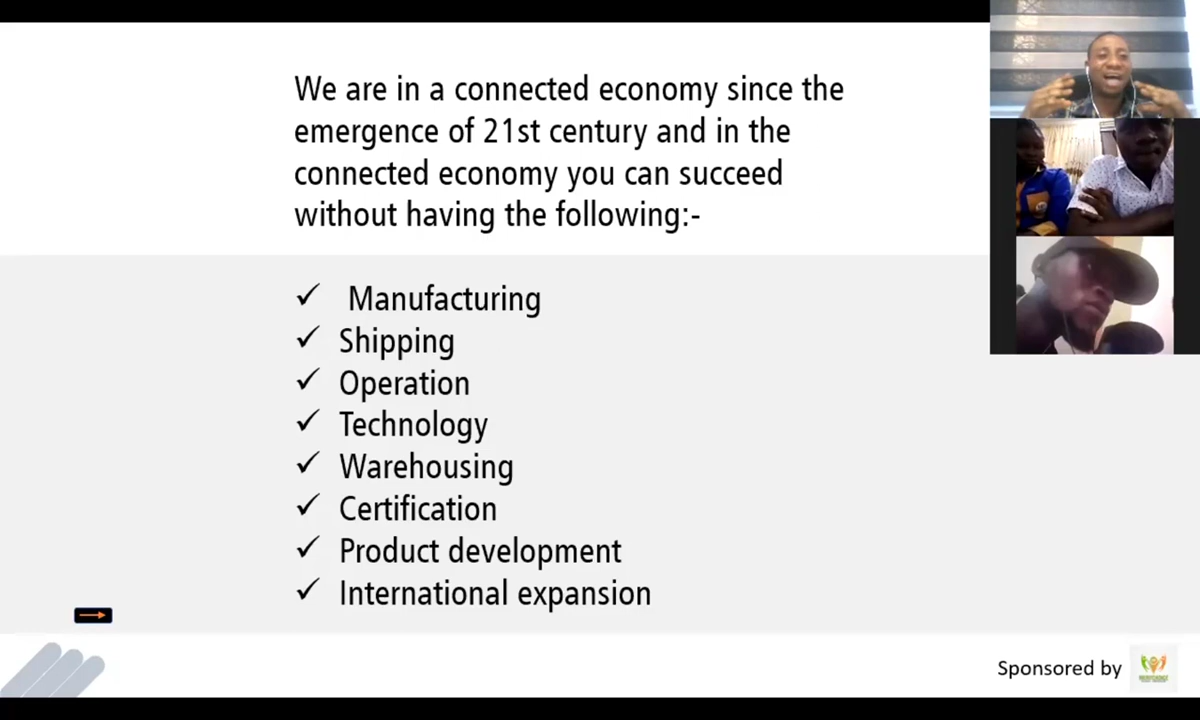 We are in a connected economy since the
emergence of 21st century and in the
connected economy you can succeed
without having the following:-
✓ Manufacturing
✓ Shipping
✓ Operation
✓ Technology
✓ Warehousing
✓ Certification
✓ Product development
✓ International expansion
Sponsored by